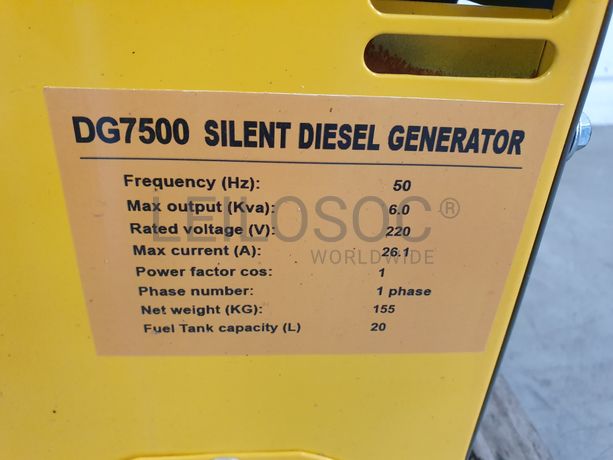 DG7500 SILENT DIESEL GENERATOR
Frequency (Hz): 50
Max output (Kva): 6.0
Rated voltage (V): 220
Max current (A): 26.1
Power factor cos: 1
Phase number: 1 phase
Net weight (KG): 155
Fuel Tank capacity (L) 20
LEILOSOC®
WORLDWIDE